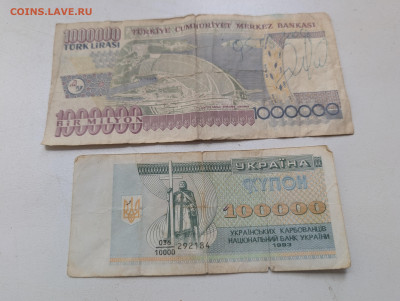 COINS.LAVE.RU
1000000
TÜRKİYE CUMHURİYET MERKEZ BANKASI
TÜRK LİRASI
1000000
BİR MİLYON
1000000
УКРАЇНА
КУПОН
100000
УКРАЇНСЬКИХ КАРБОВАНЦІВ
НАЦІОНАЛЬНИЙ БАНК УКРАЇНИ
1993
292184
10000